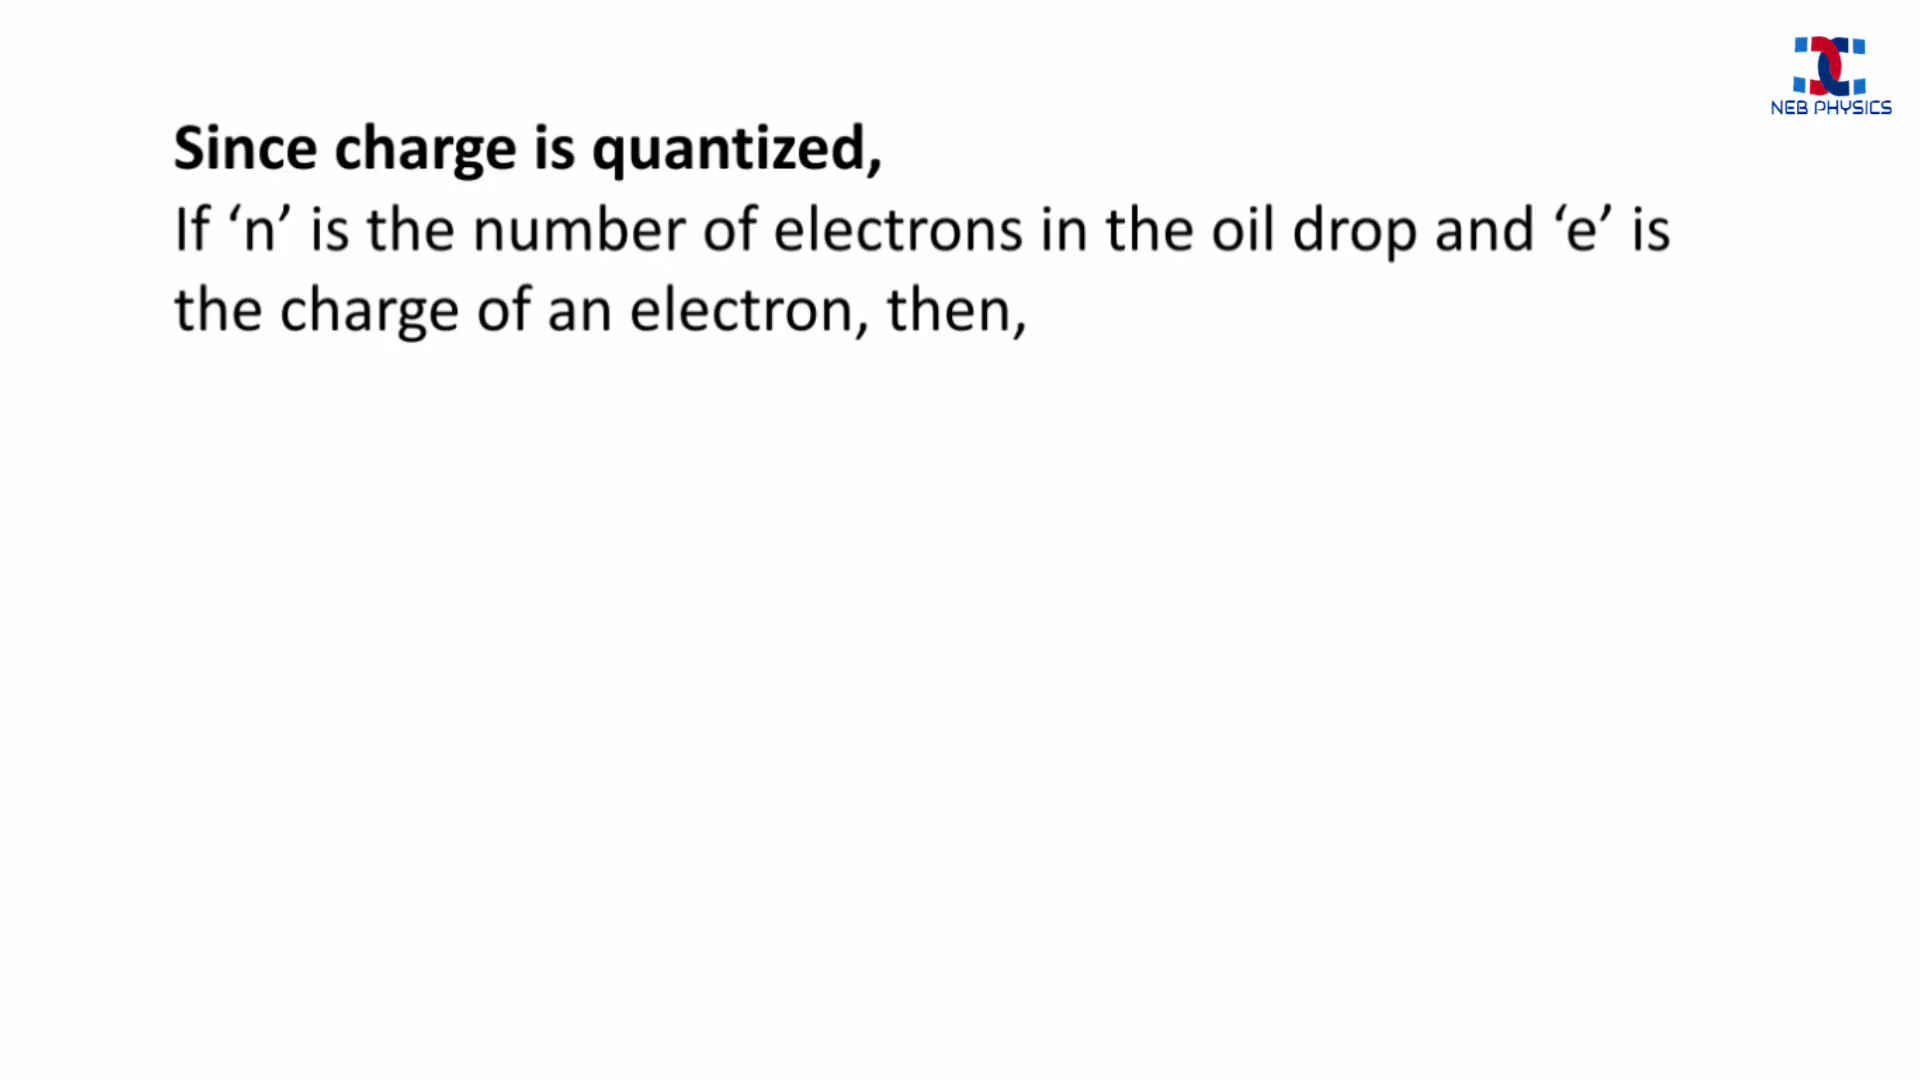 NEB PHYSICS
Since charge is quantized,
If ‘n’ is the number of electrons in the oil drop and ‘e’ is
the charge of an electron, then,